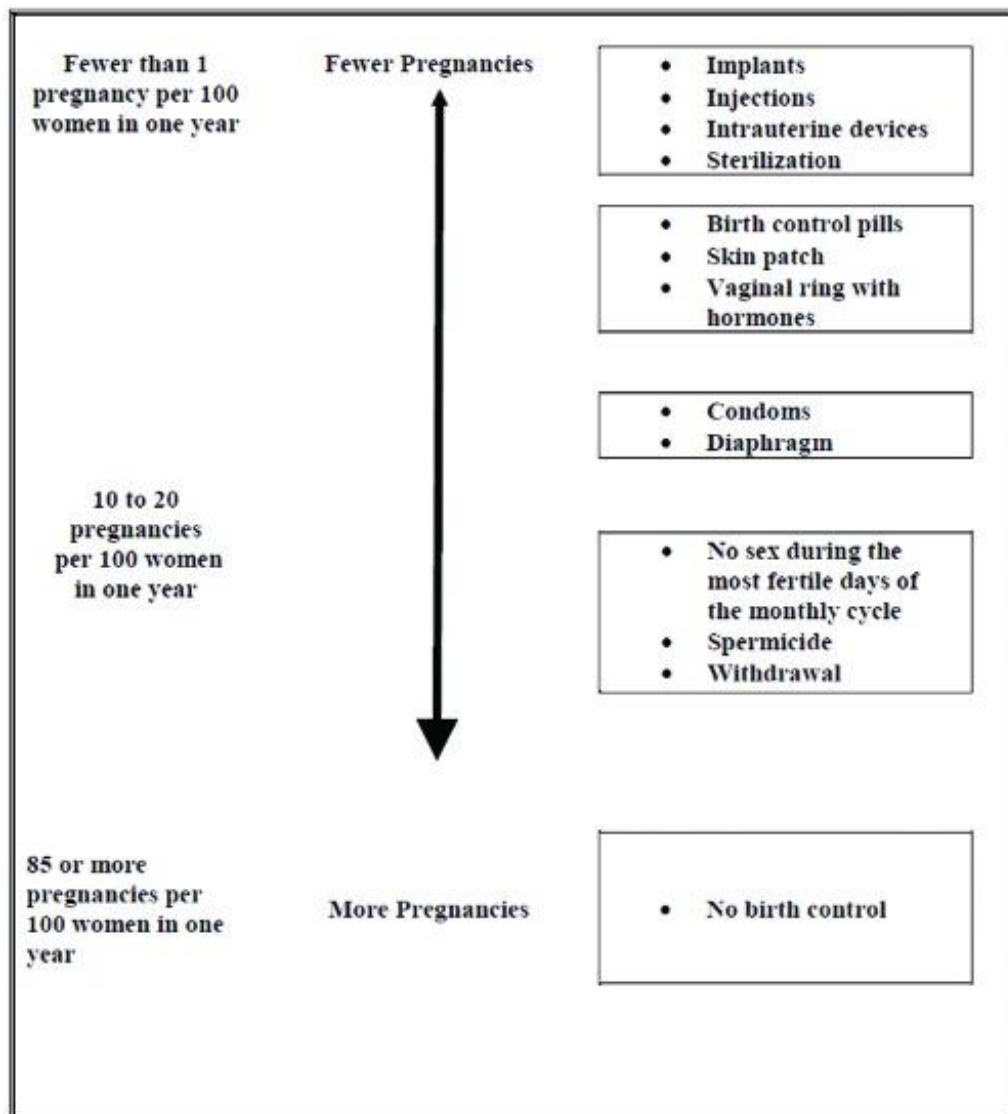 Fewer than 1
pregnancy per 100
women in one year
Fewer Pregnancies
• Implants
• Injections
• Intrauterine devices
• Sterilization
• Birth control pills
• Skin patch
• Vaginal ring with
hormones
• Condoms
• Diaphragm
10 to 20
pregnancies
per 100 women
in one year
• No sex during the
most fertile days of
the monthly cycle
• Spermicide
• Withdrawal
85 or more
pregnancies per
100 women in one
year
More Pregnancies
• No birth control